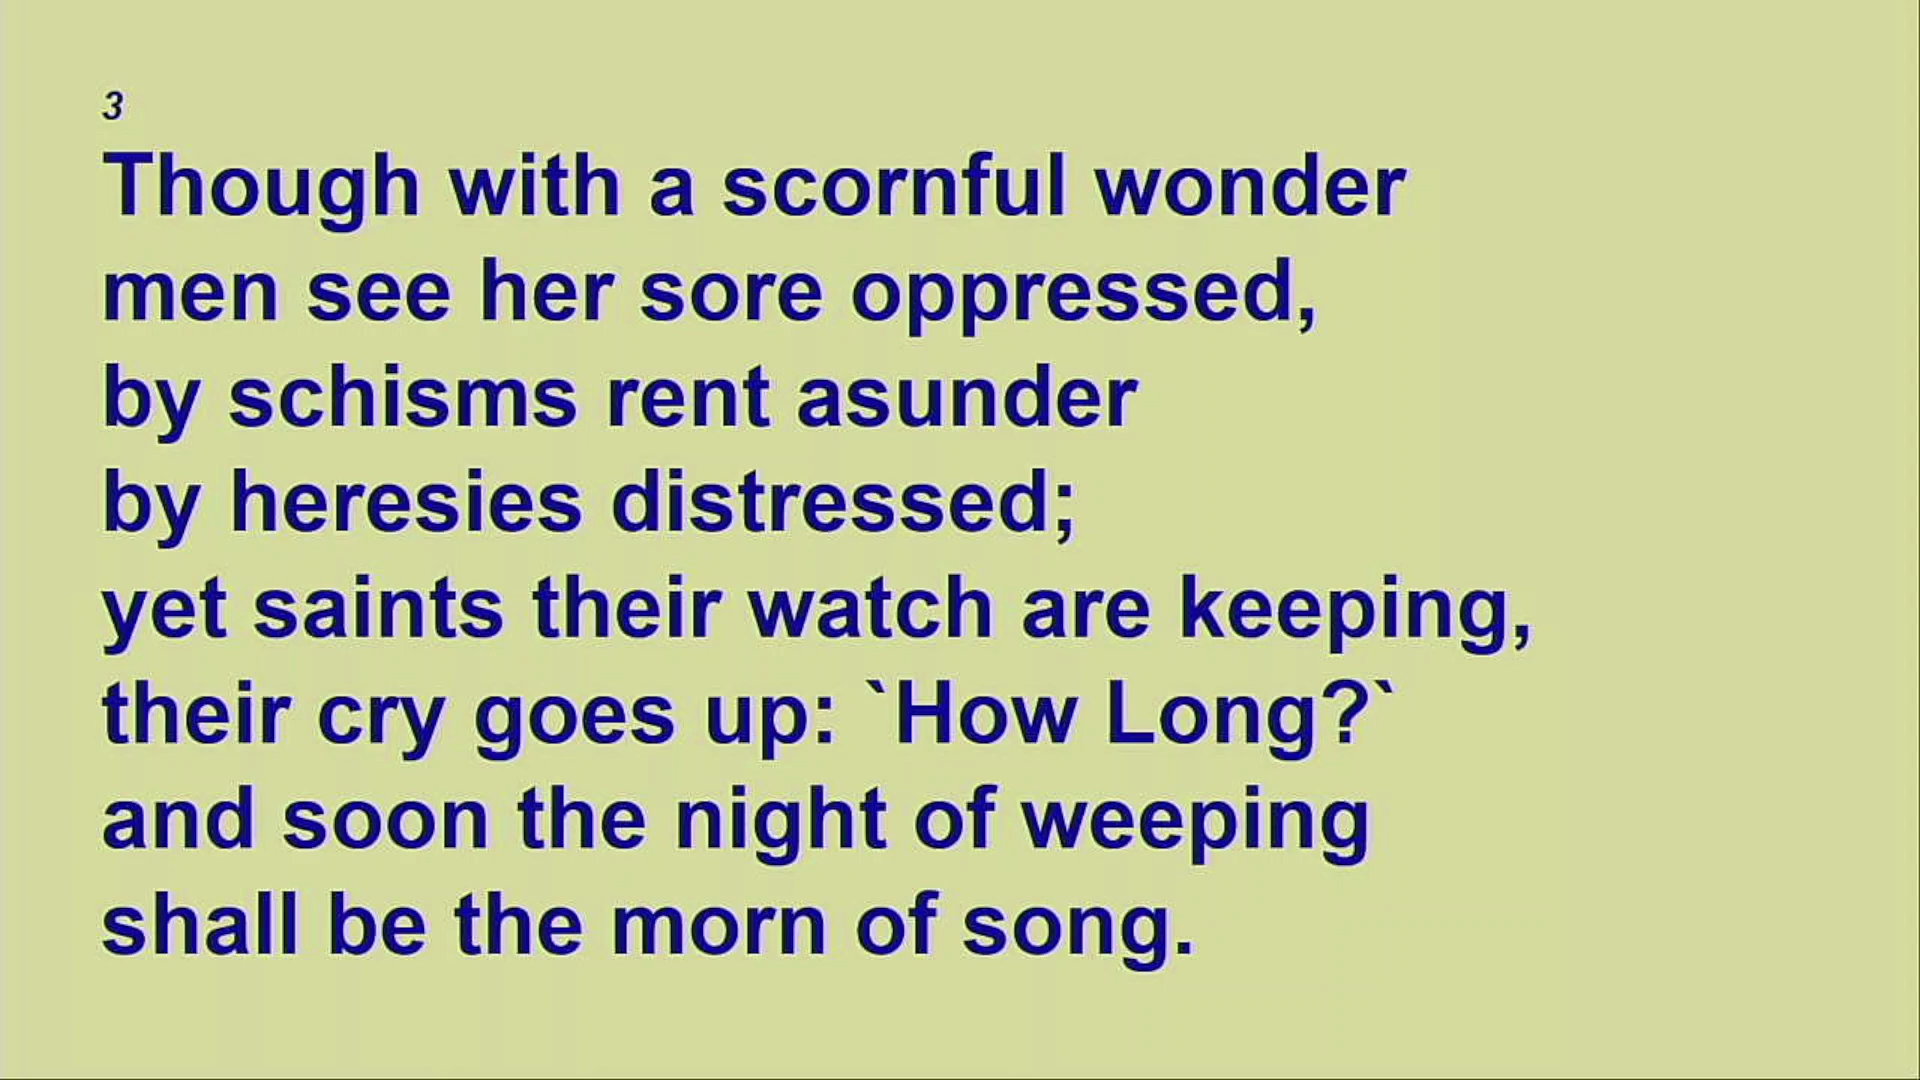 3
Though with a scornful wonder
men see her sore oppressed,
by schisms rent asunder
by heresies distressed;
yet saints their watch are keeping,
their cry goes up: `How Long?`
and soon the night of weeping
shall be the morn of song.